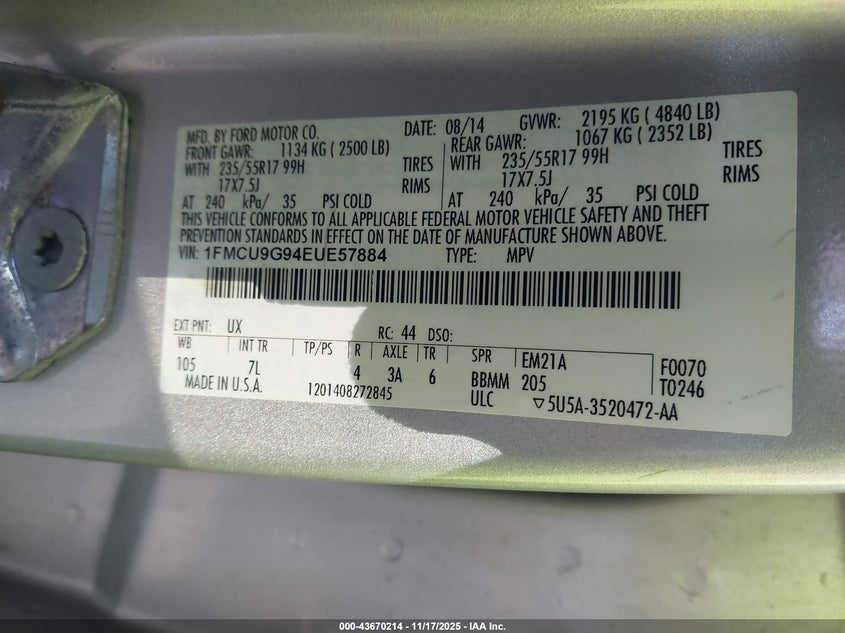 MFD. BY FORD MOTOR CO. DATE: 08/14 GVWR: 2195 KG ( 4840 LB)
FRONT GAWR: 1134 KG ( 2500 LB) REAR GAWR: 1067 KG ( 2352 LB)
WITH 235/55R17 99H TIRES WITH 235/55R17 99H TIRES
17X7.5J RIMS 17X7.5J RIMS
AT 240 kPa/ 35 PSI COLD AT 240 kPa/ 35 PSI COLD
THIS VEHICLE CONFORMS TO ALL APPLICABLE FEDERAL MOTOR VEHICLE SAFETY AND THEFT
PREVENTION STANDARDS IN EFFECT ON THE DATE OF MANUFACTURE SHOWN ABOVE.
VIN: 1FMCU9G94EUE57884 TYPE: MPV
EXT PNT: UX RC: 44 DSO:
WB INT TR TP/PS R AXLE TR SPR EM21A F0070
105 7L 4 3A 6 BBMM 205 T0246
MADE IN U.S.A. 1201408272845 ULC ▽5U5A-3520472-AA
000-43670214 - 11/17/2025 - IAA Inc.